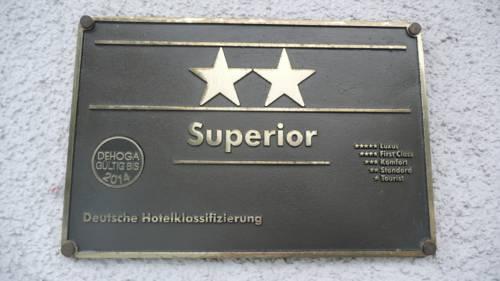 ★★
Superior
DEHOGA
GÜLTIG BIS
2014
★★★★★ Luxus
★★★★ First Class
★★★ Komfort
★★ Standard
★ Tourist
Deutsche Hotelklassifizierung